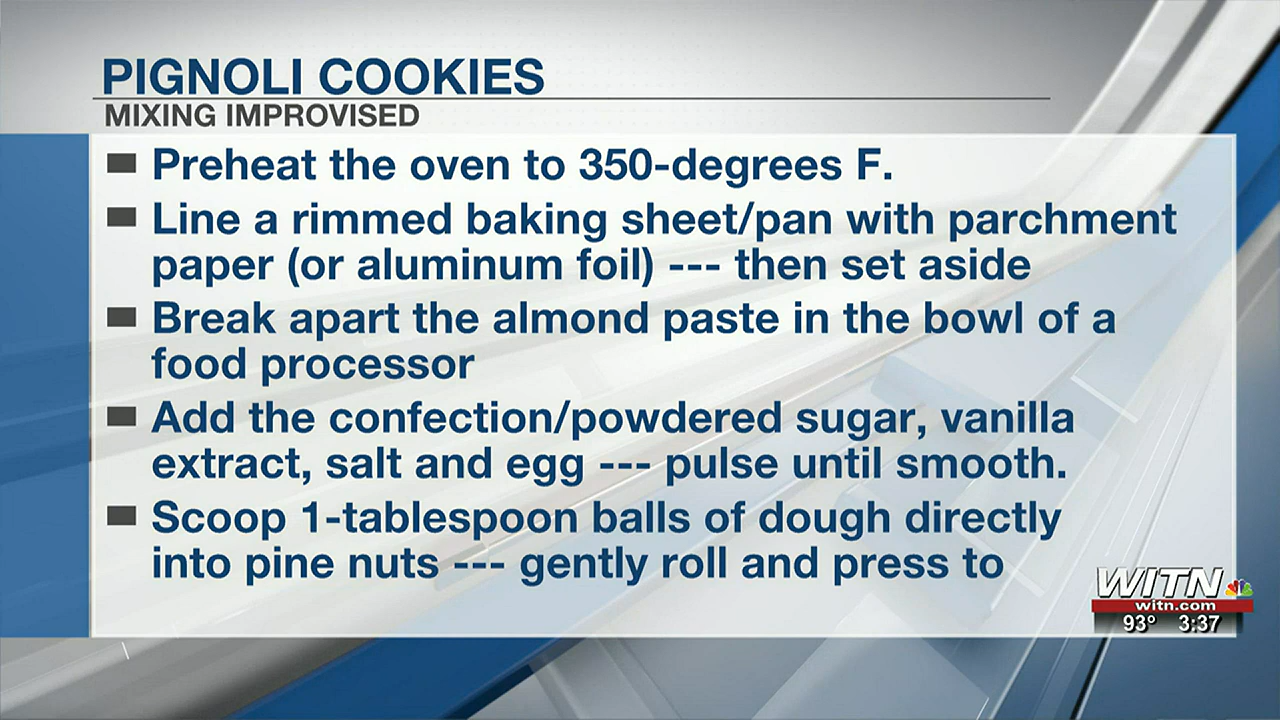 PIGNOLI COOKIES
MIXING IMPROVISED
Preheat the oven to 350-degrees F.
Line a rimmed baking sheet/pan with parchment
paper (or aluminum foil) --- then set aside
Break apart the almond paste in the bowl of a
food processor
Add the confection/powdered sugar, vanilla
extract, salt and egg --- pulse until smooth.
Scoop 1-tablespoon balls of dough directly
into pine nuts --- gently roll and press to
WITN
witn.com
93° 3:37